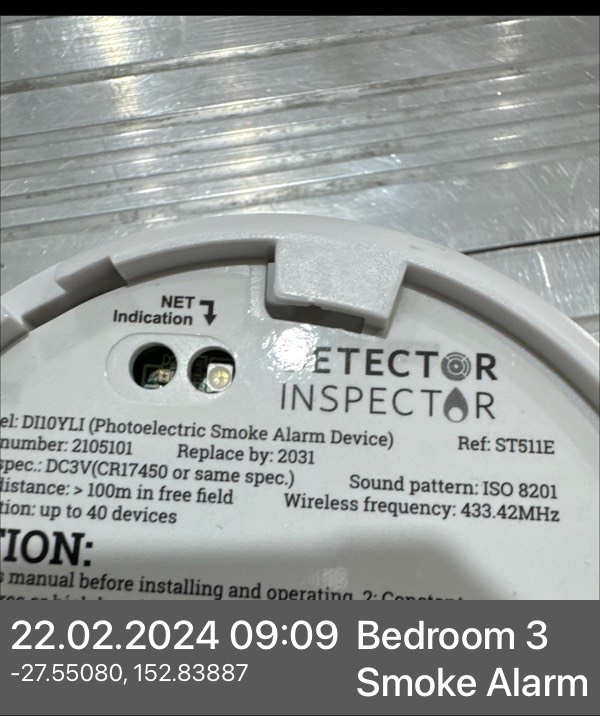 NET
Indication
DETECTOR
INSPECTOR
el: DI10YLI (Photoelectric Smoke Alarm Device)
Ref: ST511E
number: 2105101 Replace by: 2031
spec.: DC3V(CR17450 or same spec.)
Sound pattern: ISO 8201
distance: > 100m in free field
Wireless frequency: 433.42MHz
tion: up to 40 devices
TION:
s manual before installing and operating. 2:
22.02.2024 09:09
-27.55080, 152.83887
Bedroom 3
Smoke Alarm